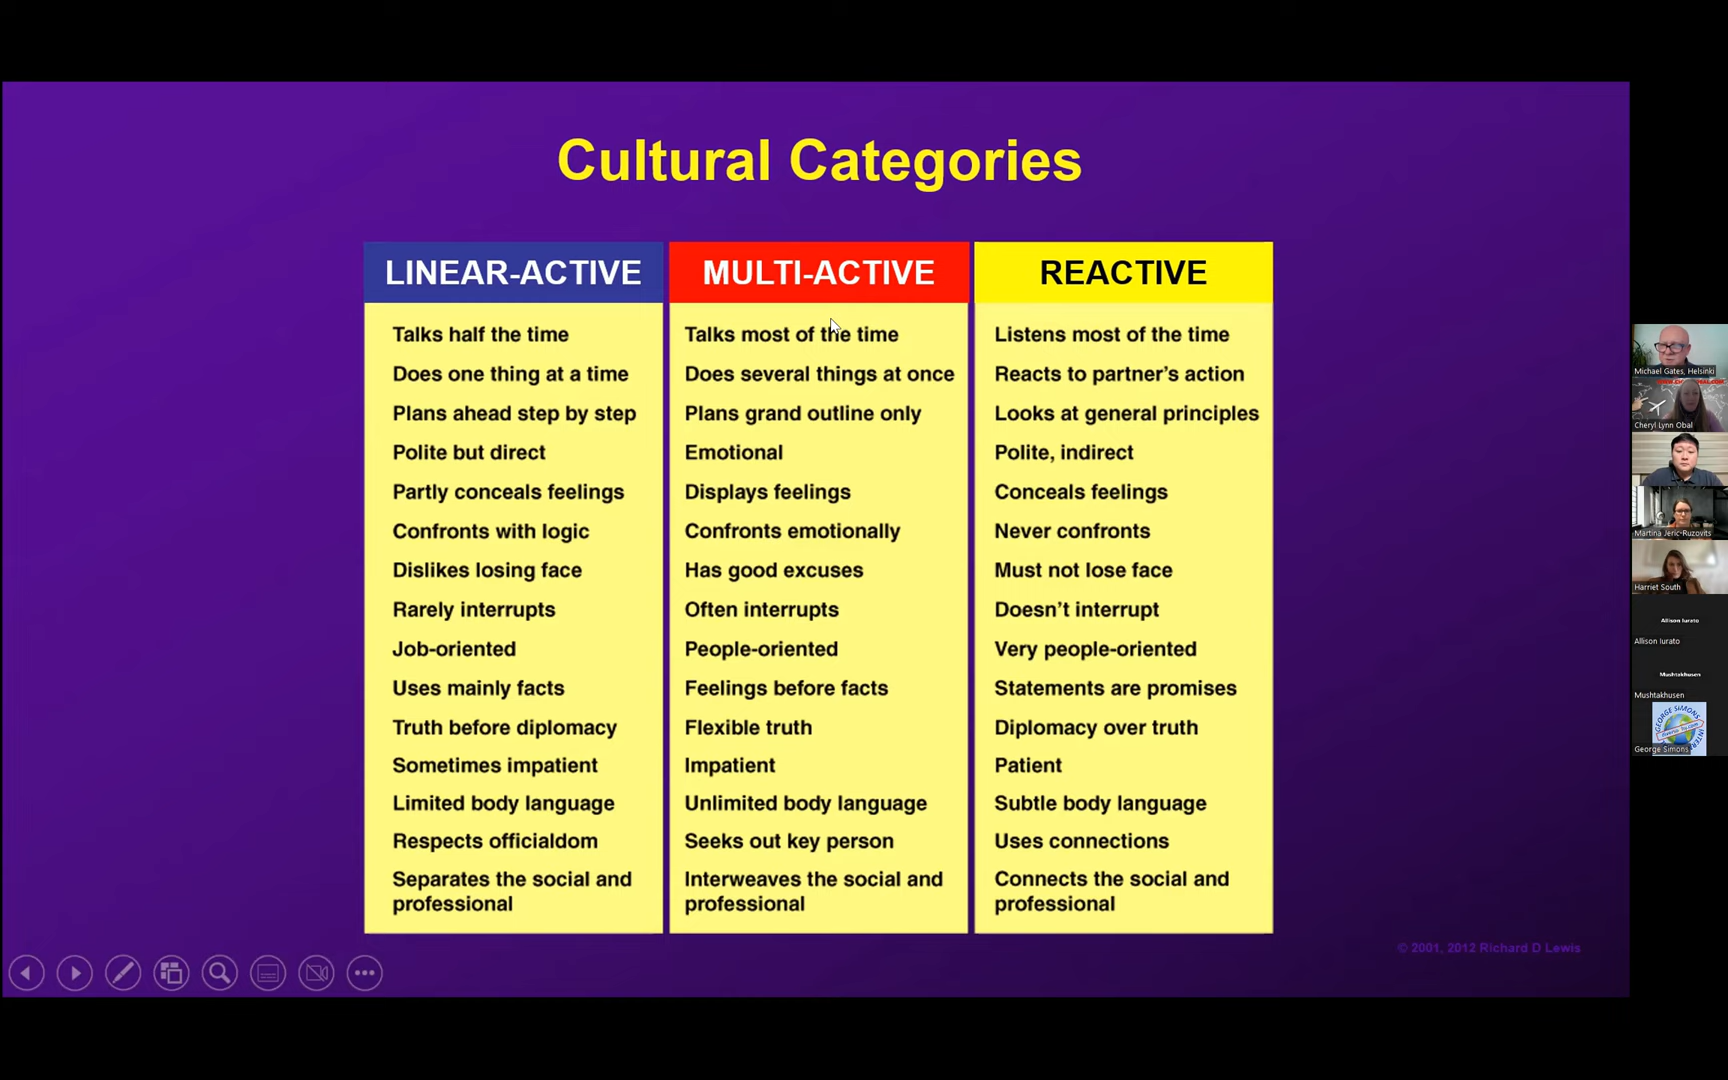 Cultural Categories
LINEAR-ACTIVE
Talks half the time
Does one thing at a time
Plans ahead step by step
Polite but direct
Partly conceals feelings
Confronts with logic
Dislikes losing face
Rarely interrupts
Job-oriented
Uses mainly facts
Truth before diplomacy
Sometimes impatient
Limited body language
Respects officialdom
Separates the social and
professional
MULTI-ACTIVE
Talks most of the time
Does several things at once
Plans grand outline only
Emotional
Displays feelings
Confronts emotionally
Has good excuses
Often interrupts
People-oriented
Feelings before facts
Flexible truth
Impatient
Unlimited body language
Seeks out key person
Interweaves the social and
professional
REACTIVE
Listens most of the time
Reacts to partner’s action
Looks at general principles
Polite, indirect
Conceals feelings
Never confronts
Must not lose face
Doesn’t interrupt
Very people-oriented
Statements are promises
Diplomacy over truth
Patient
Subtle body language
Uses connections
Connects the social and
professional
© 2001, 2012 Richard D Lewis
Michael Gates, Helsinki
Cheryl Lynn Obal
Martina Jeric-Ruzovits
Harriet South
Allison Iurato
Allison Iurato
Mushtakhusen
Mushtakhusen
GEORGE SIMONS
George Simons